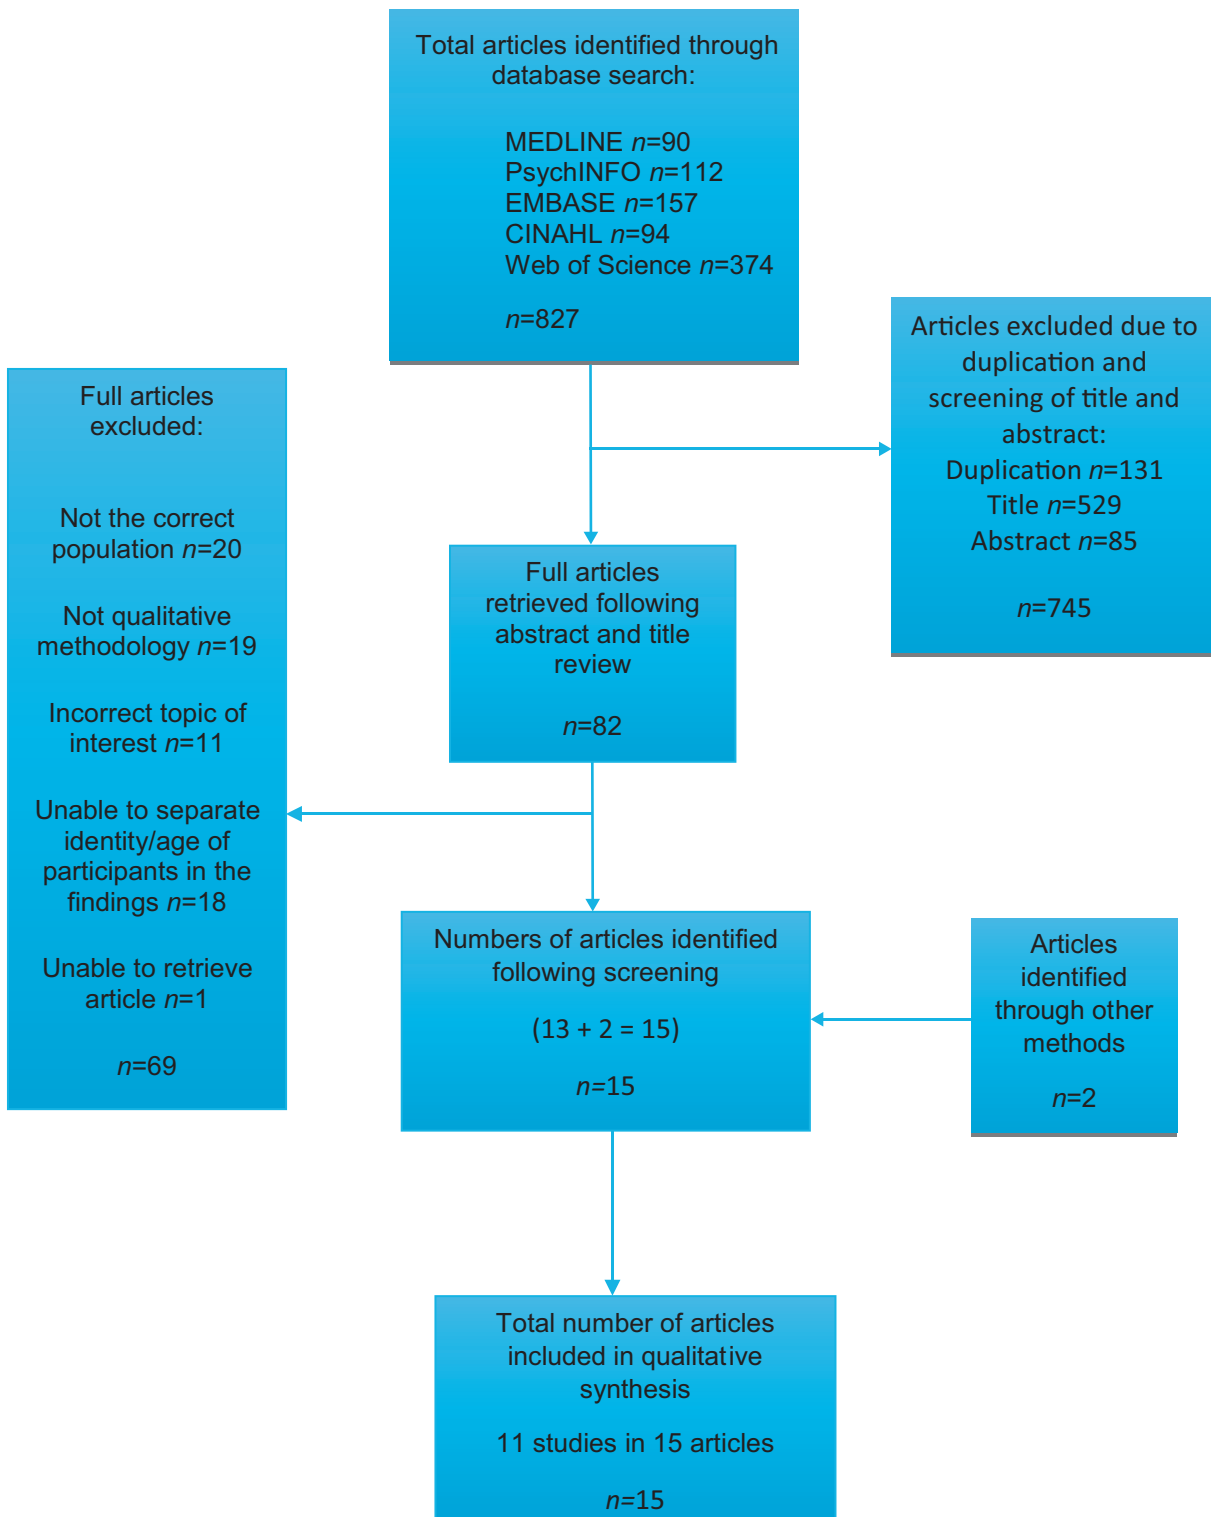 Total articles identified through
database search:
MEDLINE n=90
PsychINFO n=112
EMBASE n=157
CINAHL n=94
Web of Science n=374
n=827
Articles excluded due to
duplication and
screening of title and
abstract:
Duplication n=131
Title n=529
Abstract n=85
n=745
Full articles
excluded:
Not the correct
population n=20
Not qualitative
methodology n=19
Incorrect topic of
interest n=11
Unable to separate
identity/age of
participants in the
findings n=18
Unable to retrieve
article n=1
n=69
Full articles
retrieved following
abstract and title
review
n=82
Numbers of articles identified
following screening
(13 + 2 = 15)
n=15
Articles
identified
through other
methods
n=2
Total number of articles
included in qualitative
synthesis
11 studies in 15 articles
n=15